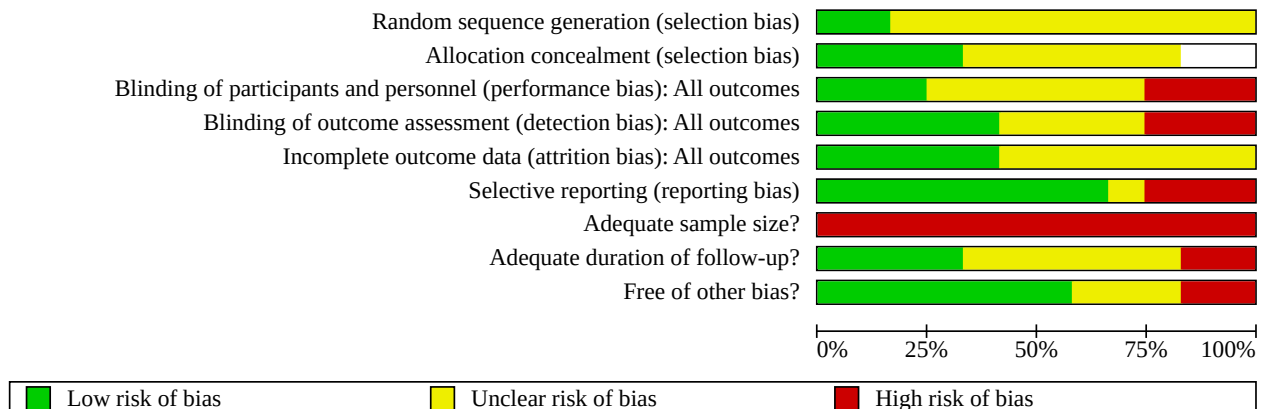 Random sequence generation (selection bias)
Allocation concealment (selection bias)
Blinding of participants and personnel (performance bias): All outcomes
Blinding of outcome assessment (detection bias): All outcomes
Incomplete outcome data (attrition bias): All outcomes
Selective reporting (reporting bias)
Adequate sample size?
Adequate duration of follow-up?
Free of other bias?
0% 25% 50% 75% 100%
Low risk of bias Unclear risk of bias High risk of bias